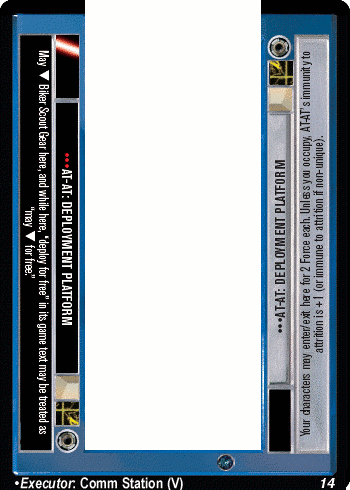 May ▼ Biker Scout Gear here, and while here, "deploy for free" in its game text may be treated as
"may ▼ for free."
•••AT-AT: DEPLOYMENT PLATFORM
•••AT-AT: DEPLOYMENT PLATFORM
Your characters may enter/exit here for 2 Force each. Unless you occupy, AT-AT's immunity to
attrition is +1 (or immune to attrition if non-unique).
•Executor: Comm Station (V)
14